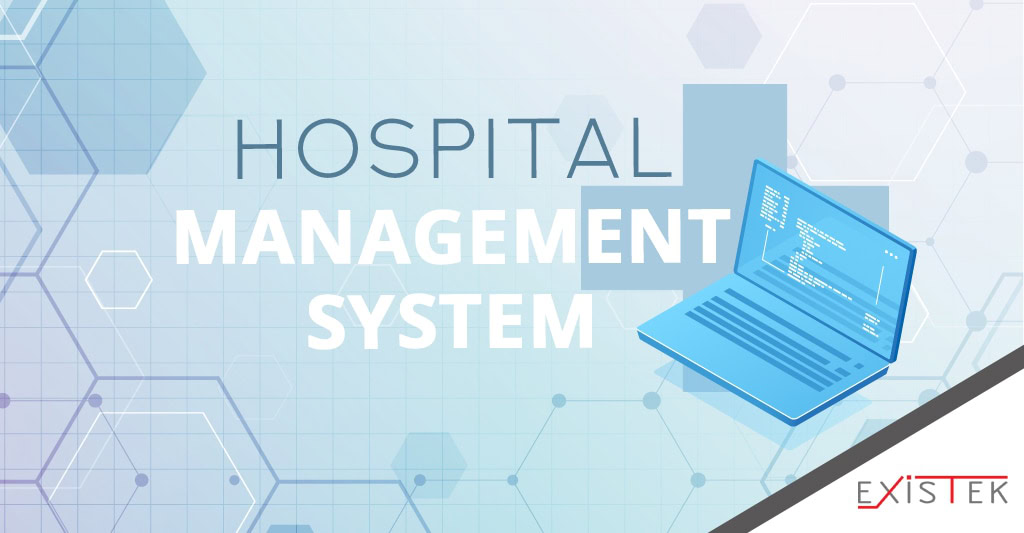 HOSPITAL
MANAGEMENT
SYSTEM
EXiSTEK